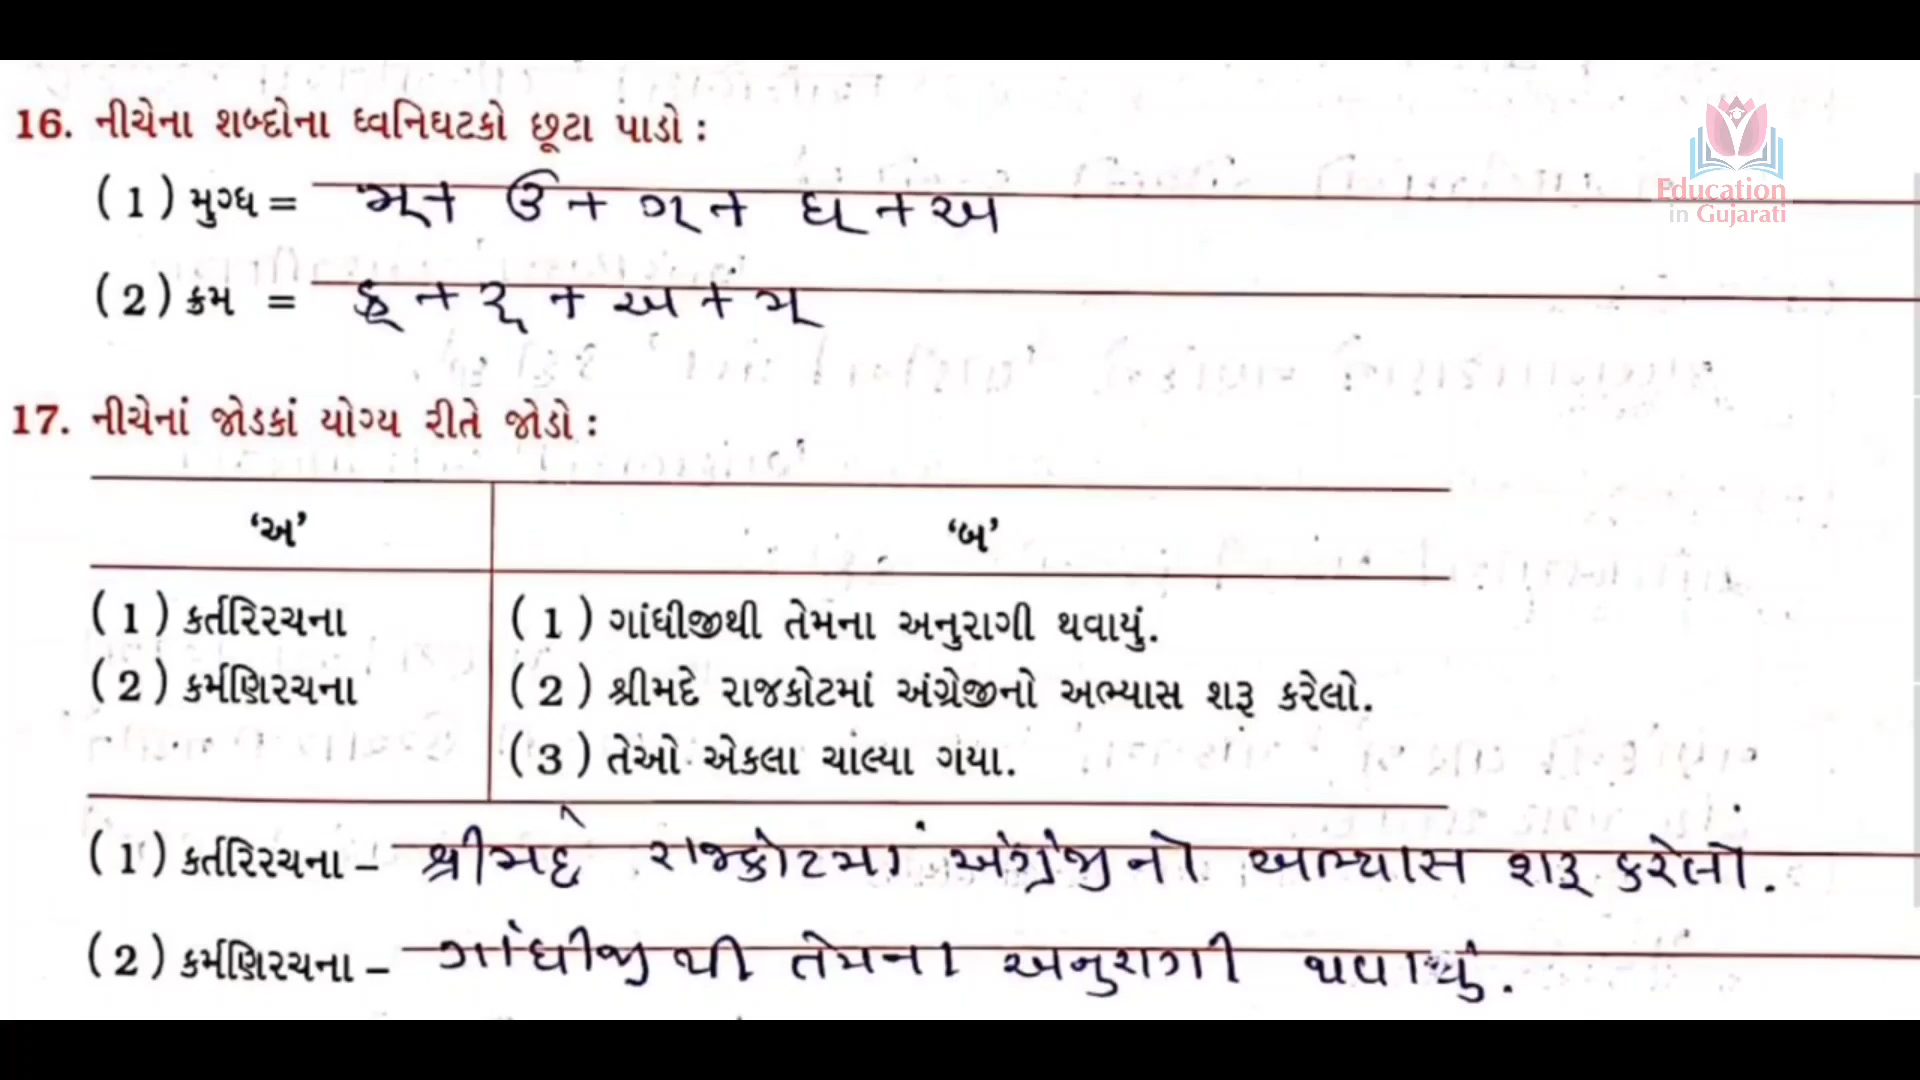 16. નીચેના શબ્દોના ધ્વનિઘટકો છૂટા પાડો :
Education
in Gujarati
(1) મુગ્ધ = મ્ + ઉ + ગ્ + ધ્ + અ
(2) ક્રમ = ક્ + ર્ + અ + મ્
17. નીચેનાં જોડકાં યોગ્ય રીતે જોડો :
‘અ’ ‘બ’
(1) કર્તરિરચના (1) ગાંધીજીથી તેમના અનુરાગી થવાયું.
(2) કર્મણિરચના (2) શ્રીમદે રાજકોટમાં અંગ્રેજીનો અભ્યાસ શરૂ કરેલો.
(3) તેઓ એકલા ચાલ્યા ગયા.
(1) કર્તરિરચના – શ્રીમદે રાજકોટમાં અંગ્રેજીનો અભ્યાસ શરૂ કરેલો.
(2) કર્મણિરચના – ગાંધીજીથી તેમના અનુરાગી થવાયું.